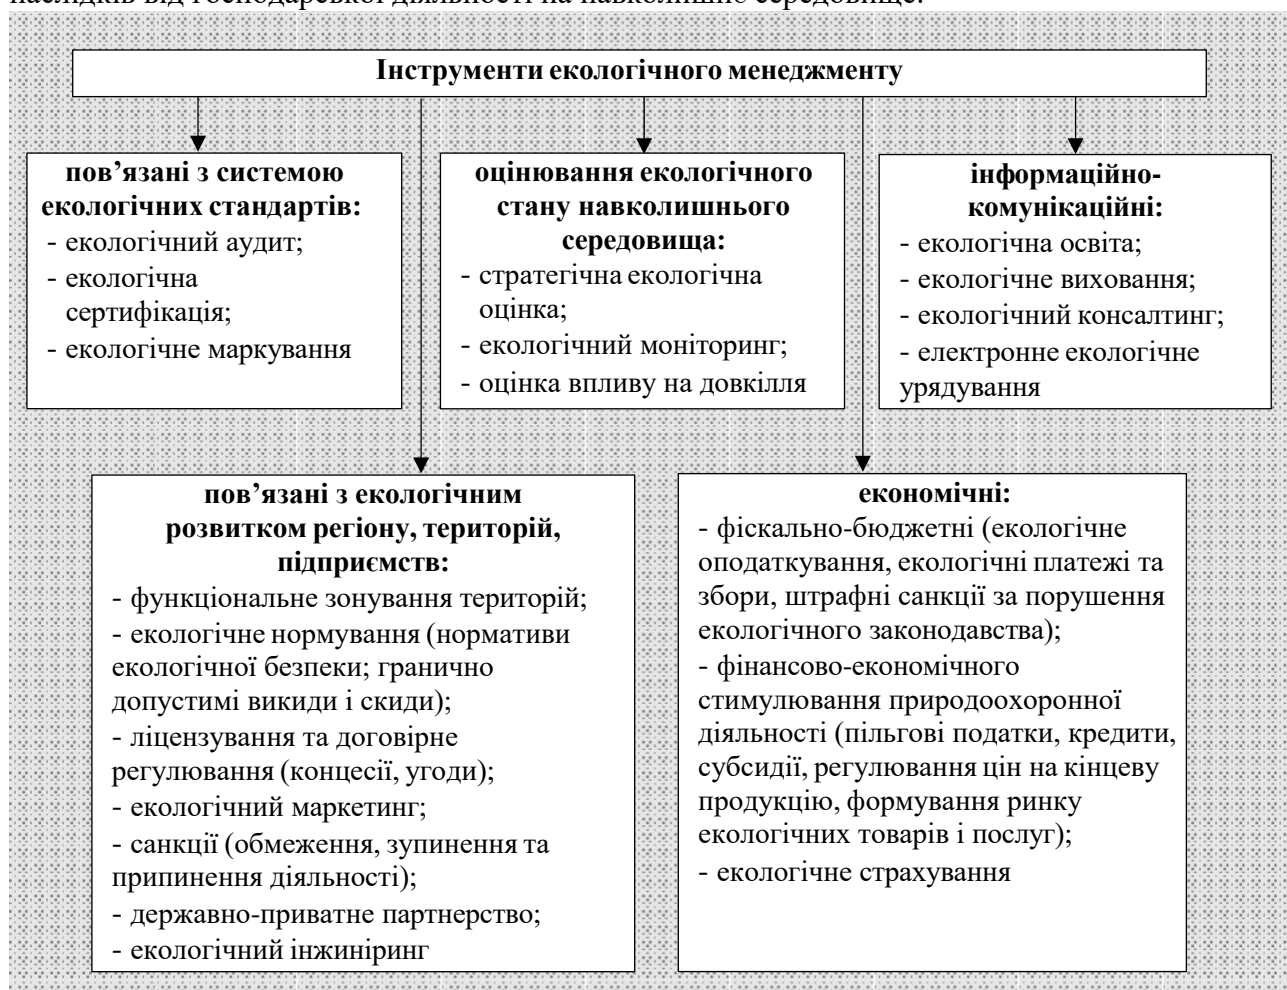 наслідків від господарської діяльності на навколишнє середовище.
Інструменти екологічного менеджменту
пов’язані з системою
екологічних стандартів:
- екологічний аудит;
- екологічна
сертифікація;
- екологічне маркування
оцінювання екологічного
стану навколишнього
середовища:
- стратегічна екологічна
оцінка;
- екологічний моніторинг;
- оцінка впливу на довкілля
інформаційно-
комунікаційні:
- екологічна освіта;
- екологічне виховання;
- екологічний консалтинг;
- електронне екологічне
урядування
пов’язані з екологічним
розвитком регіону, територій,
підприємств:
- функціональне зонування територій;
- екологічне нормування (нормативи
екологічної безпеки; гранично
допустимі викиди і скиди);
- ліцензування та договірне
регулювання (концесії, угоди);
- екологічний маркетинг;
- санкції (обмеження, зупинення та
припинення діяльності);
- державно-приватне партнерство;
- екологічний інжиніринг
економічні:
- фіскально-бюджетні (екологічне
оподаткування, екологічні платежі та
збори, штрафні санкції за порушення
екологічного законодавства);
- фінансово-економічного
стимулювання природоохоронної
діяльності (пільгові податки, кредити,
субсидії, регулювання цін на кінцеву
продукцію, формування ринку
екологічних товарів і послуг);
- екологічне страхування